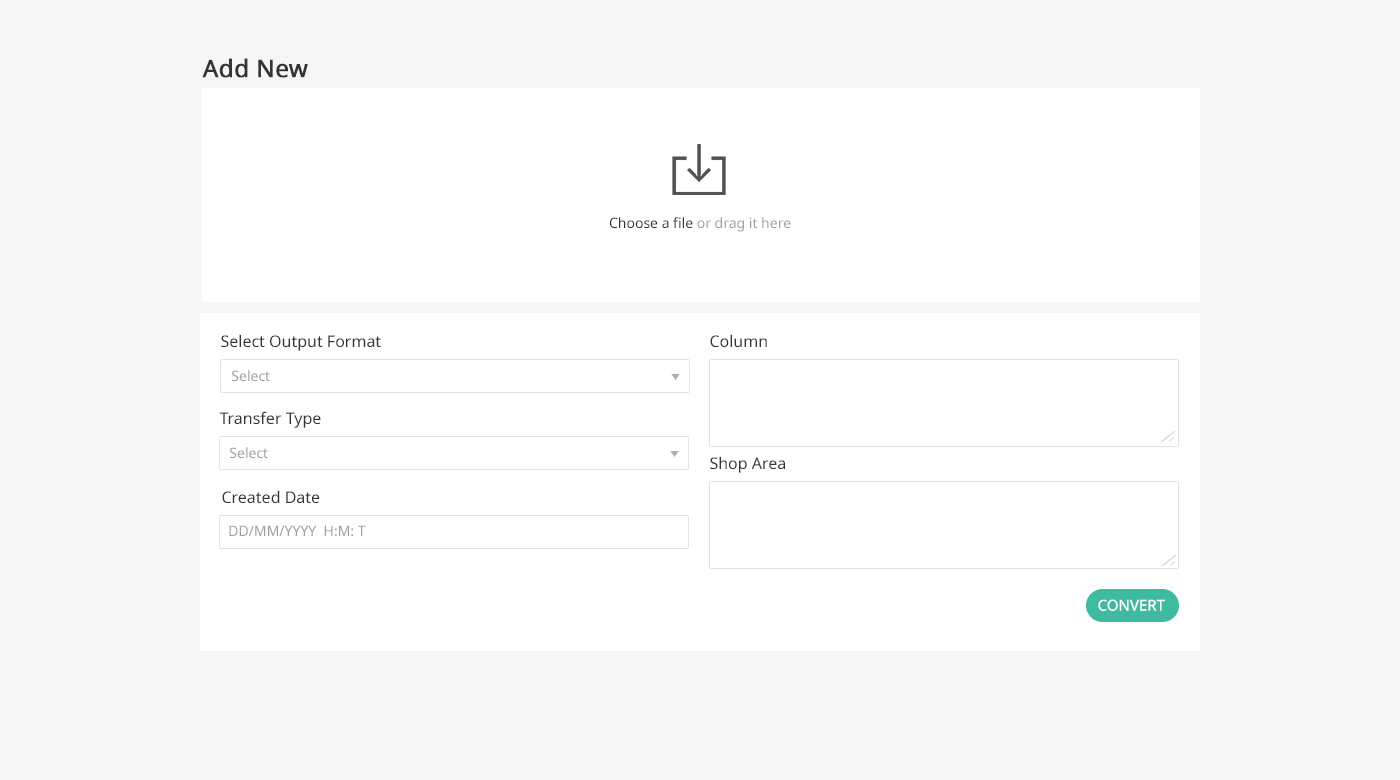 Add New
Choose a file or drag it here
Select Output Format
Select
Transfer Type
Select
Created Date
DD/MM/YYYY  H:M: T
Column
Shop Area
CONVERT